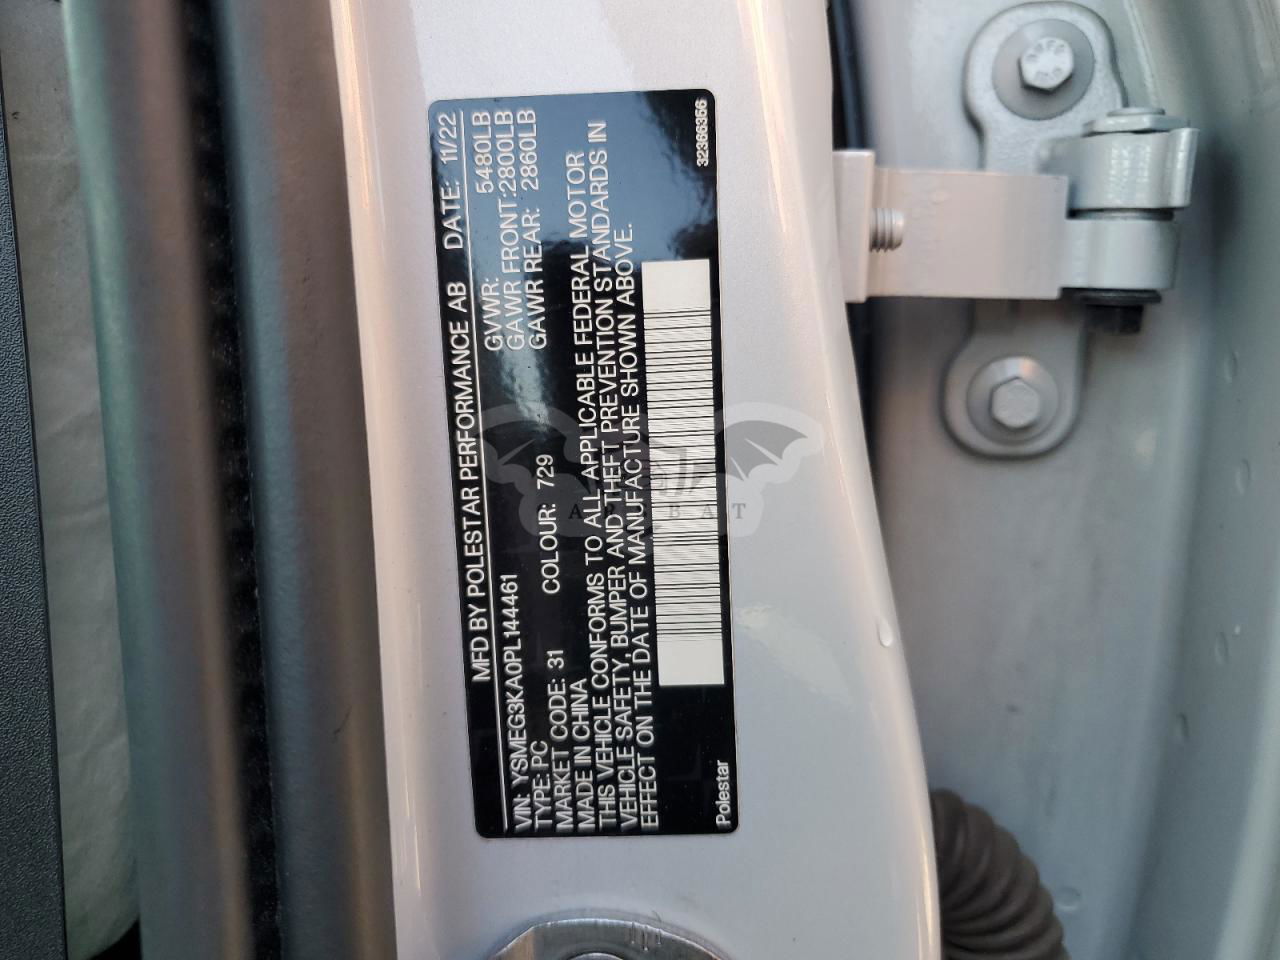 MFD BY POLESTAR PERFORMANCE AB DATE: 11/22
GVWR: 5480LB
VIN: YSMEG3KA0PL144461 GAWR FRONT:2800LB
TYPE: PC COLOUR: 729 GAWR REAR: 2860LB
MARKET CODE: 31
MADE IN CHINA
THIS VEHICLE CONFORMS TO ALL APPLICABLE FEDERAL MOTOR
VEHICLE SAFETY, BUMPER AND THEFT PREVENTION STANDARDS IN
EFFECT ON THE DATE OF MANUFACTURE SHOWN ABOVE.
Polestar 32366356